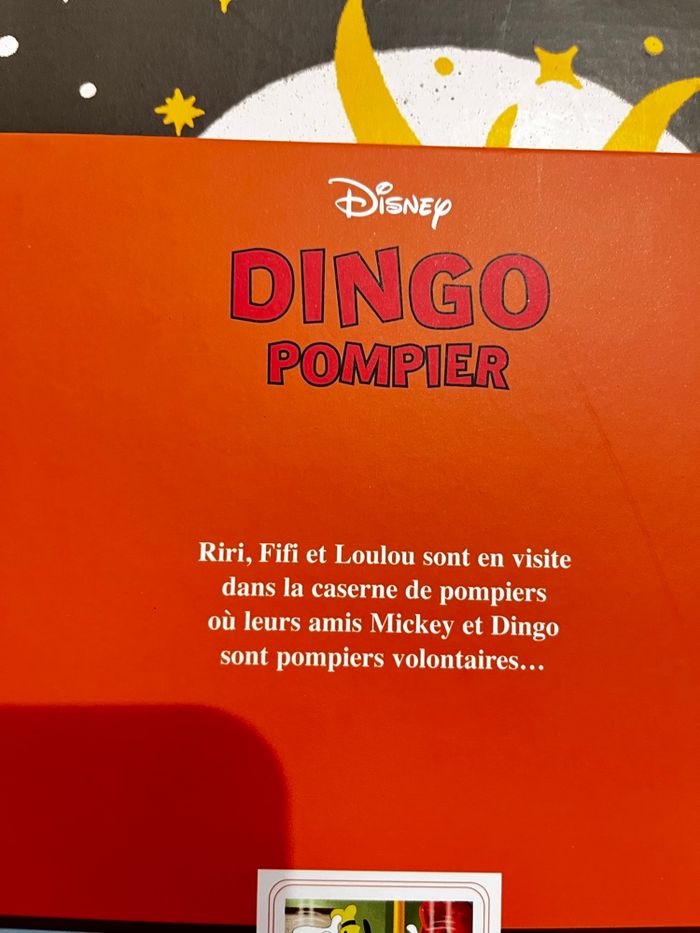 Disney
DINGO
POMPIER
Riri, Fifi et Loulou sont en visite
dans la caserne de pompiers
où leurs amis Mickey et Dingo
sont pompiers volontaires...